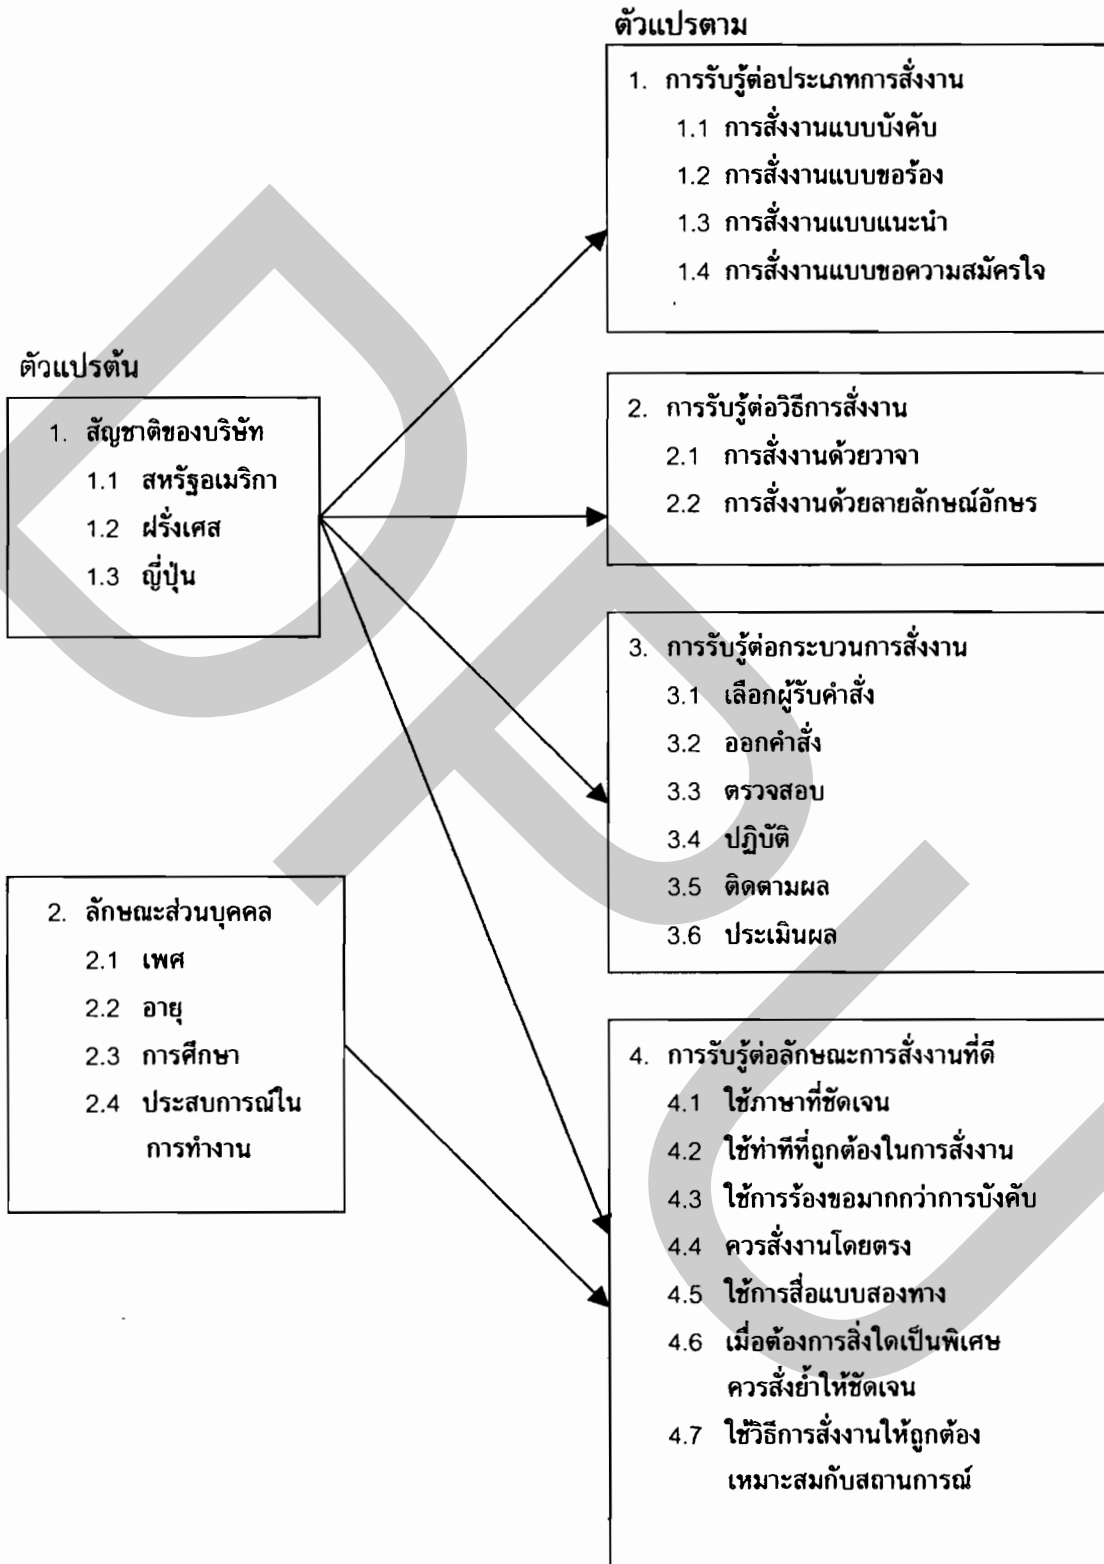 ตัวแปรตาม
1. การรับรู้ต่อประเภทการสั่งงาน
1.1 การสั่งงานแบบบังคับ
1.2 การสั่งงานแบบขอร้อง
1.3 การสั่งงานแบบแนะนำ
1.4 การสั่งงานแบบขอความสมัครใจ
ตัวแปรต้น
1. สัญชาติของบริษัท
1.1 สหรัฐอเมริกา
1.2 ฝรั่งเศส
1.3 ญี่ปุ่น
2. การรับรู้ต่อวิธีการสั่งงาน
2.1 การสั่งงานด้วยวาจา
2.2 การสั่งงานด้วยลายลักษณ์อักษร
3. การรับรู้ต่อกระบวนการสั่งงาน
3.1 เลือกผู้รับคำสั่ง
3.2 ออกคำสั่ง
3.3 ตรวจสอบ
3.4 ปฏิบัติ
3.5 ติดตามผล
3.6 ประเมินผล
2. ลักษณะส่วนบุคคล
2.1 เพศ
2.2 อายุ
2.3 การศึกษา
2.4 ประสบการณ์ใน
การทำงาน
4. การรับรู้ต่อลักษณะการสั่งงานที่ดี
4.1 ใช้ภาษาที่ชัดเจน
4.2 ใช้ท่าทีที่ถูกต้องในการสั่งงาน
4.3 ใช้การร้องขอมากกว่าการบังคับ
4.4 ควรสั่งงานโดยตรง
4.5 ใช้การสื่อแบบสองทาง
4.6 เมื่อต้องการสิ่งใดเป็นพิเศษ
ควรสั่งย้ำให้ชัดเจน
4.7 ใช้วิธีการสั่งงานให้ถูกต้อง
เหมาะสมกับสถานการณ์
DPU